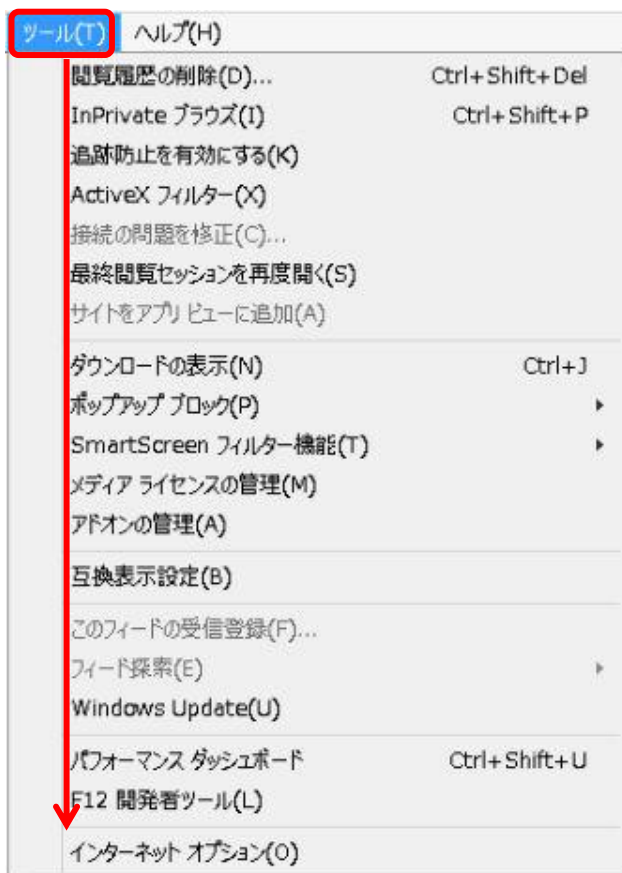 ツール(T) ヘルプ(H)
閲覧履歴の削除(D)... Ctrl+Shift+Del
InPrivate ブラウズ(I) Ctrl+Shift+P
追跡防止を有効にする(K)
ActiveX フィルター(X)
接続の問題を修正(C)...
最終閲覧セッションを再度開く(S)
サイトをアプリ ビューに追加(A)
ダウンロードの表示(N) Ctrl+J
ポップアップ ブロック(P)
SmartScreen フィルター機能(T)
メディア ライセンスの管理(M)
アドオンの管理(A)
互換表示設定(B)
このフィードの受信登録(F)...
フィード探索(E)
Windows Update(U)
パフォーマンス ダッシュボード Ctrl+Shift+U
F12 開発者ツール(L)
インターネット オプション(O)